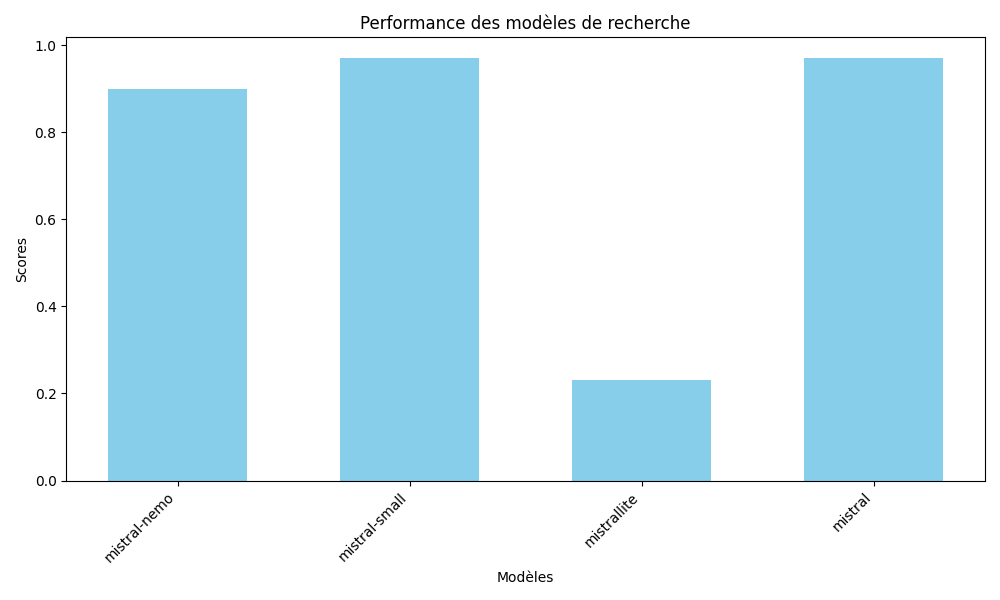 Performance des modèles de recherche
1.0
0.8
0.6
0.4
0.2
0.0
Scores
mistral-nemo
mistral-small
mistrallite
mistral
Modèles